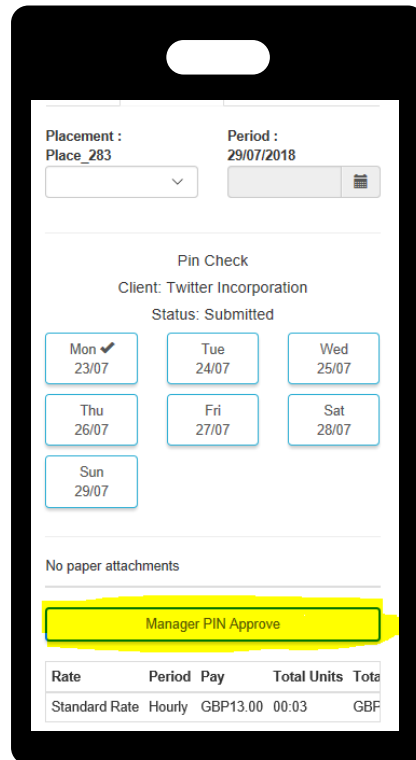 Placement : Period :
Place_283 29/07/2018
Pin Check
Client: Twitter Incorporation
Status: Submitted
Mon ✔ Tue Wed
23/07 24/07 25/07
Thu Fri Sat
26/07 27/07 28/07
Sun
29/07
No paper attachments
Manager PIN Approve
Rate Period Pay Total Units Tota
Standard Rate Hourly GBP13.00 00:03 GBP